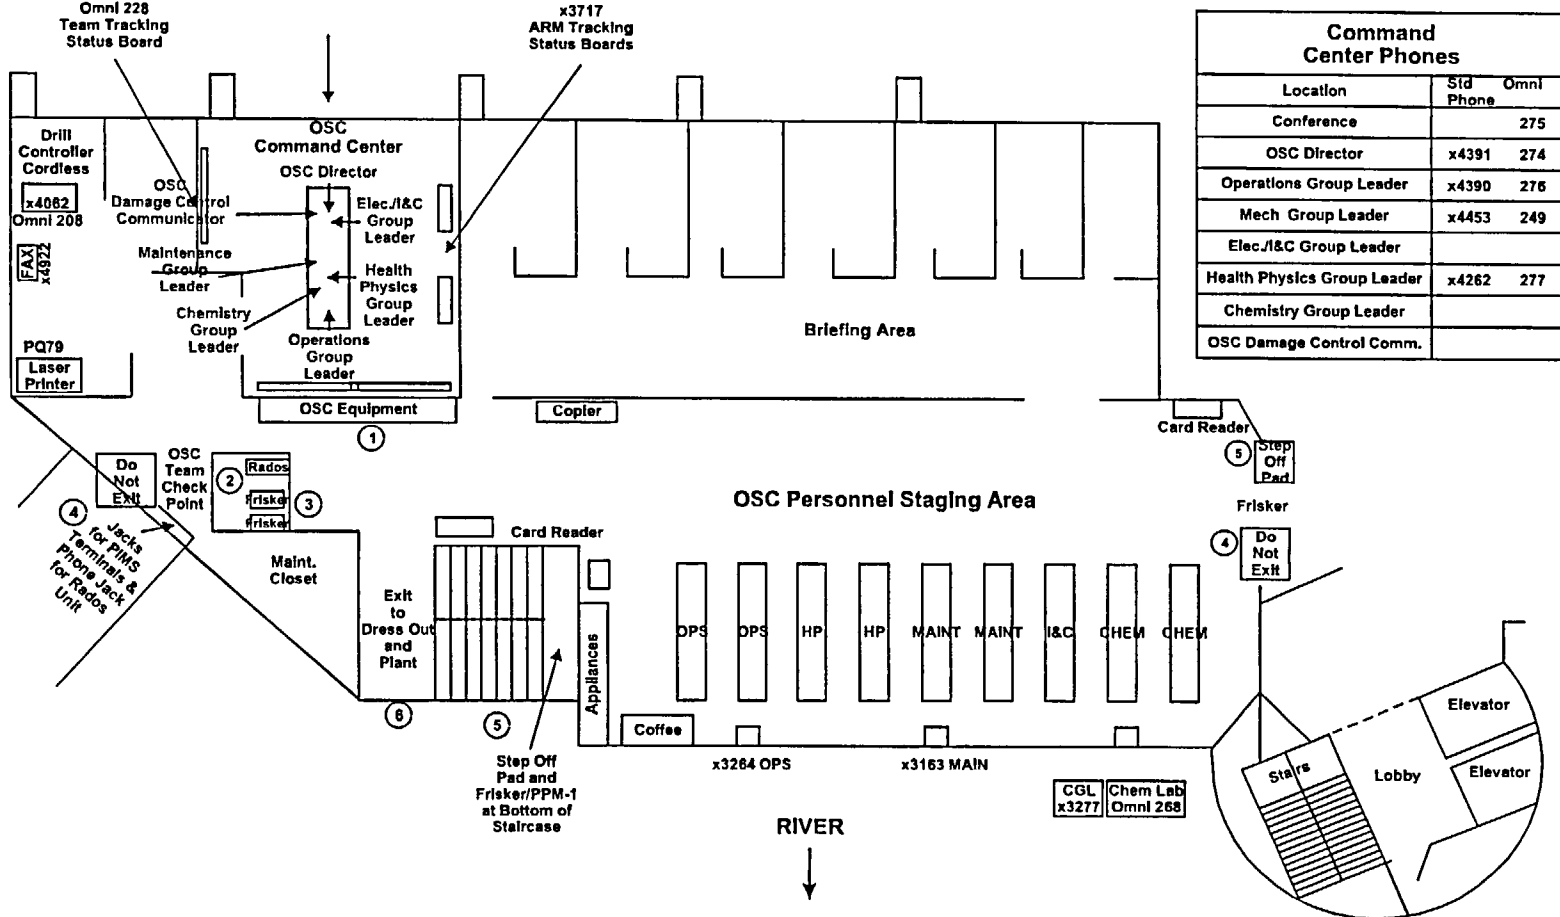 Omni 228
Team Tracking
Status Board
x3717
ARM Tracking
Status Boards
Command
Center Phones
Location Std Phone Omni
Conference 275
OSC Director x4391 274
Operations Group Leader x4390 276
Mech Group Leader x4453 249
Elec./I&C Group Leader
Health Physics Group Leader x4262 277
Chemistry Group Leader
OSC Damage Control Comm.
Drill
Controller
Cordless
x4062
Omni 208
FAX
x4922
PQ79
Laser
Printer
OSC
Command Center
OSC Director
OSC
Damage Control
Communicator
Elec./I&C
Group
Leader
Maintenance
Group
Leader
Health
Physics
Group
Leader
Chemistry
Group
Leader
Operations
Group
Leader
OSC Equipment
1
Briefing Area
Copier
Card Reader
5
Step
Off
Pad
Frisker
4
Do
Not
Exit
Do
Not
Exit
OSC
Team
Check
Point
2
Rados
Frisker
Frisker
3
4
Jacks
for PIMS
Terminals &
Phone Jack
for Rados
Unit
Maint.
Closet
OSC Personnel Staging Area
Card Reader
Exit
to
Dress Out
and
Plant
6
5
Appliances
OPS OPS HP HP MAINT MAINT I&C CHEM CHEM
Coffee
x3264 OPS
x3163 MAIN
Step Off
Pad and
Frisker/PPM-1
at Bottom of
Staircase
CGL
x3277
Chem Lab
Omni 268
RIVER
Stairs
Lobby
Elevator
Elevator